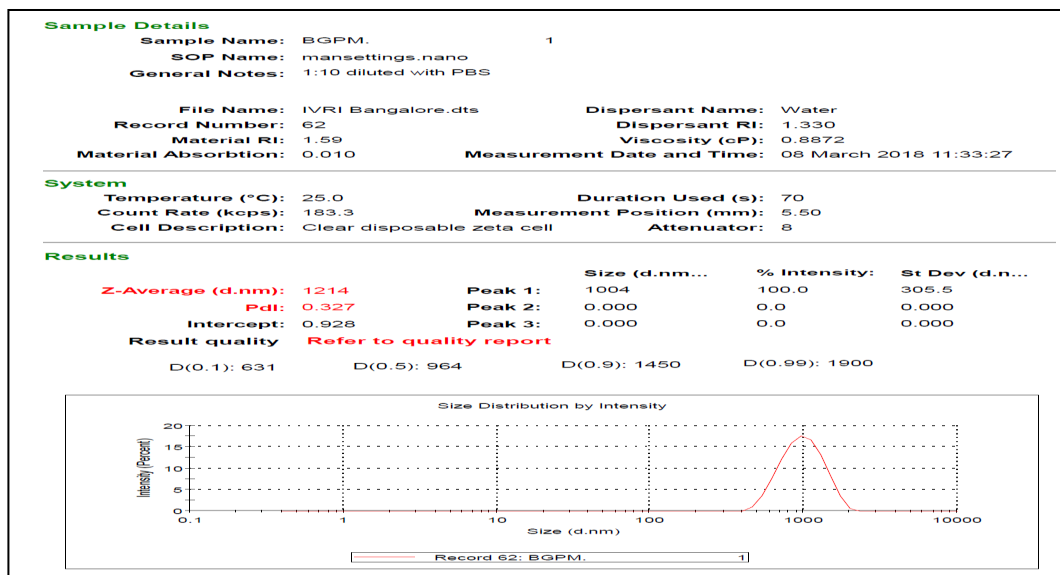 Sample Details
Sample Name: BGPM. 1
SOP Name: mansettings.nano
General Notes: 1:10 diluted with PBS
File Name: IVRI Bangalore.dts Dispersant Name: Water
Record Number: 62 Dispersant RI: 1.330
Material RI: 1.59 Viscosity (cP): 0.8872
Material Absorbtion: 0.010 Measurement Date and Time: 08 March 2018 11:33:27
System
Temperature (°C): 25.0 Duration Used (s): 70
Count Rate (kcps): 183.3 Measurement Position (mm): 5.50
Cell Description: Clear disposable zeta cell Attenuator: 8
Results
Size (d.nm... % Intensity: St Dev (d.n...
Z-Average (d.nm): 1214 Peak 1: 1004 100.0 305.5
PdI: 0.327 Peak 2: 0.000 0.0 0.000
Intercept: 0.928 Peak 3: 0.000 0.0 0.000
Result quality Refer to quality report
D(0.1): 631 D(0.5): 964 D(0.9): 1450 D(0.99): 1900
Size Distribution by Intensity
Intensity (Percent)
20
15
10
5
0
0.1 1 10 100 1000 10000
Size (d.nm)
Record 62: BGPM. 1